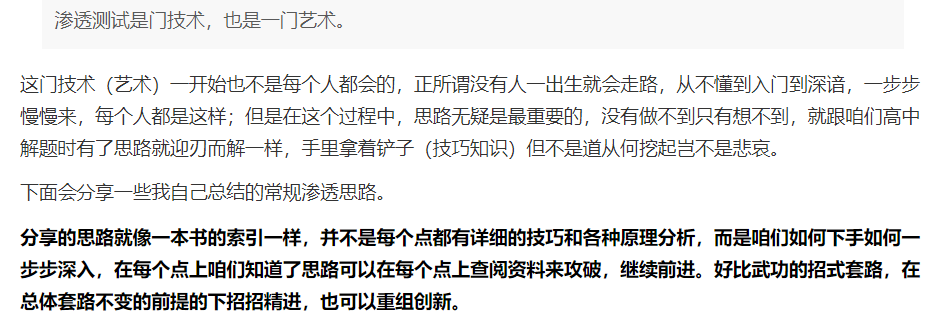 渗透测试是门技术，也是一门艺术。
这门技术（艺术）一开始也不是每个人都会的，正所谓没有人一出生就会走路，从不懂到入门到深谙，一步步
慢慢来，每个人都是这样；但是在这个过程中，思路无疑是最重要的，没有做不到只有想不到，就跟咱们高中
解题时有了思路就迎刃而解一样，手里拿着铲子（技巧知识）但不是道从何挖起岂不是悲哀。
下面会分享一些我自己总结的常规渗透思路。
分享的思路就像一本书的索引一样，并不是每个点都有详细的技巧和各种原理分析，而是咱们如何下手如何一
步步深入，在每个点上咱们知道了思路可以在每个点上查阅资料来攻破，继续前进。好比武功的招式套路，在
总体套路不变的前提的下招招精进，也可以重组创新。